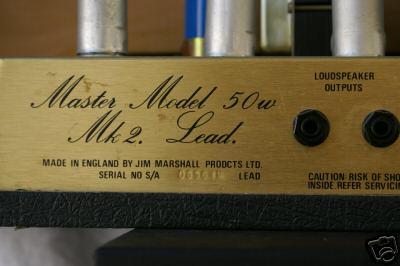 Master Model 50w
Mk2. Lead.
MADE IN ENGLAND BY JIM MARSHALL PRODCTS LTD.
SERIAL NO S/A LEAD
LOUDSPEAKER
OUTPUTS
CAUTION: RISK OF SHO
INSIDE. REFER SERVICIN
ebY